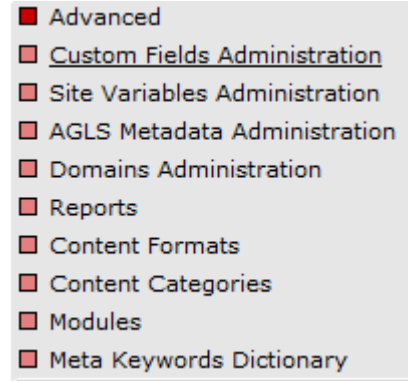 Advanced
Custom Fields Administration
Site Variables Administration
AGLS Metadata Administration
Domains Administration
Reports
Content Formats
Content Categories
Modules
Meta Keywords Dictionary